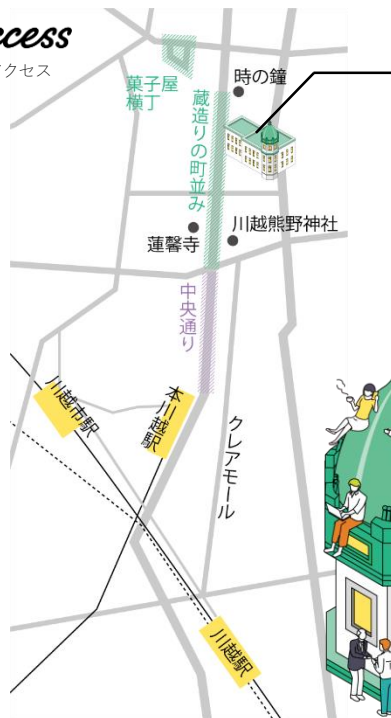 ccess
クセス
菓子屋
横丁
時の鐘
蔵造りの町並み
蓮馨寺
川越熊野神社
中央通り
川越市駅
本川越駅
クレアモール
川越駅